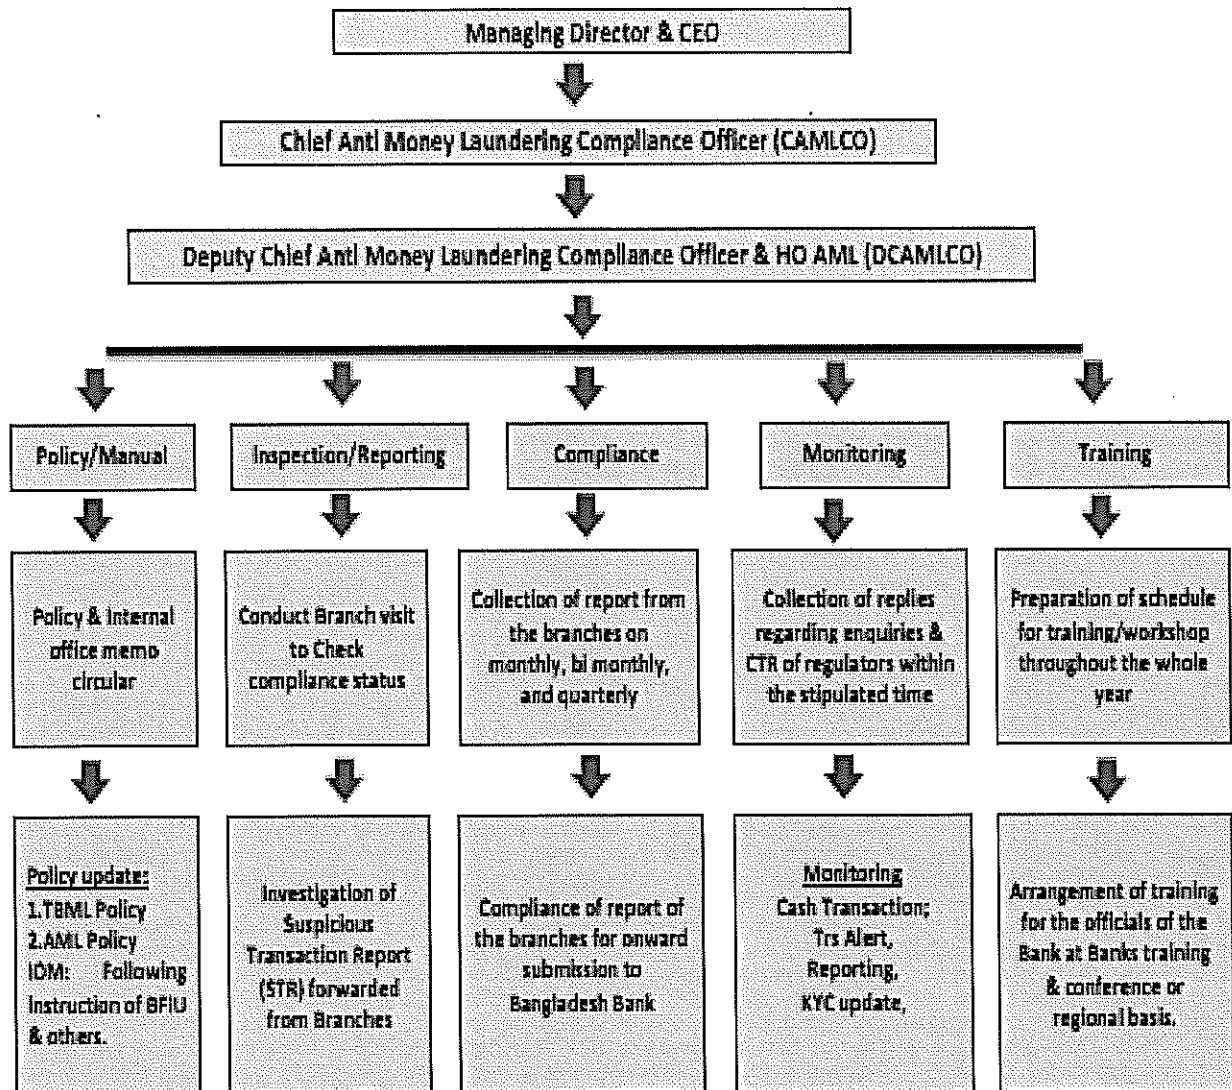 Managing Director & CEO
Chief Anti Money Laundering Compliance Officer (CAMLCO)
Deputy Chief Anti Money Laundering Compliance Officer & HO AML (DCAMLCO)
Policy/Manual
Inspection/Reporting
Compliance
Monitoring
Training
Policy & Internal
office memo
circular
Conduct Branch visit
to Check
compliance status
Collection of report from
the branches on
monthly, bi monthly,
and quarterly
Collection of replies
regarding enquiries &
CTR of regulators within
the stipulated time
Preparation of schedule
for training/workshop
throughout the whole
year
Policy update:
1.TBML Policy
2.AML Policy
IOM: Following
Instruction of BFIU
& others.
Investigation of
Suspicious
Transaction Report
(STR) forwarded
from Branches
Compliance of report of
the branches for onward
submission to
Bangladesh Bank
Monitoring
Cash Transaction;
Trs Alert,
Reporting,
KYC update,
Arrangement of training
for the officials of the
Bank at Banks training
& conference or
regional basis.